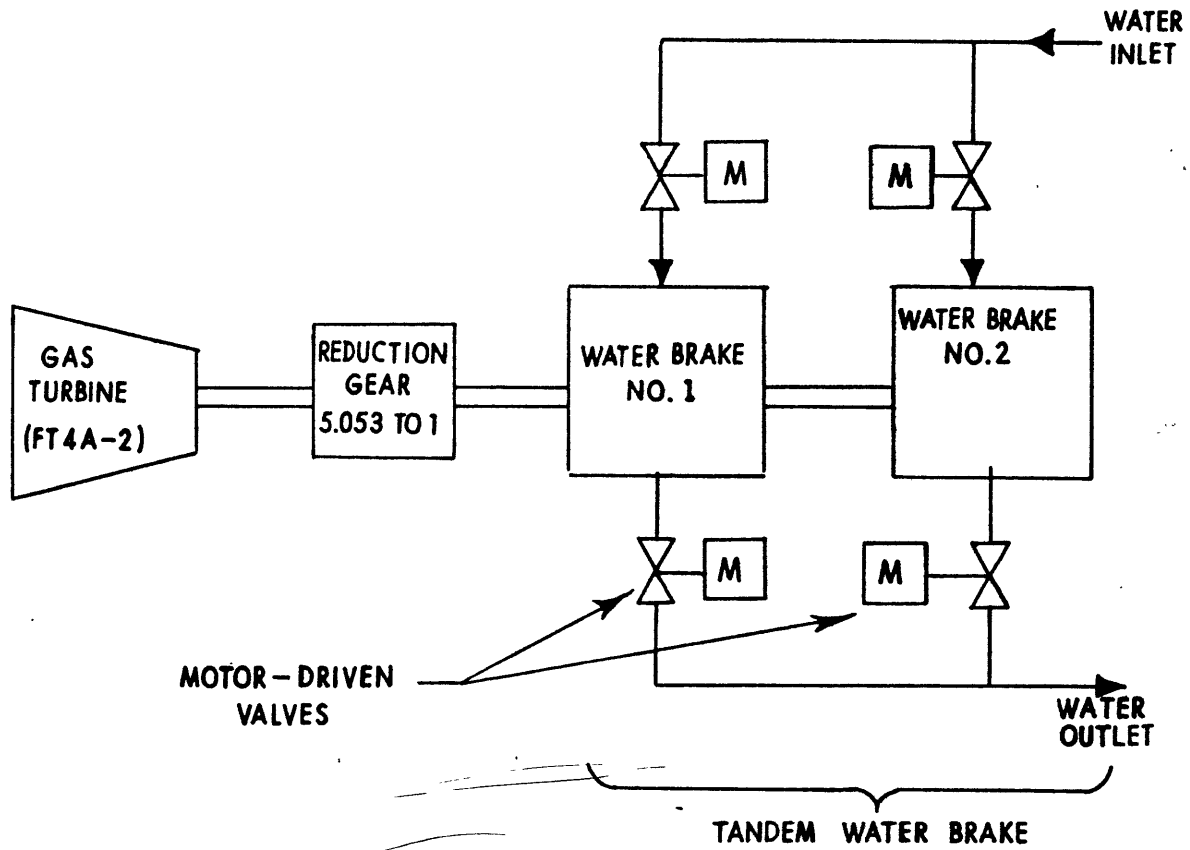 WATER
INLET
M
M
GAS
TURBINE
(FT4A-2)
REDUCTION
GEAR
5.053 TO 1
WATER BRAKE
NO. 1
WATER BRAKE
NO.2
M
M
MOTOR-DRIVEN
VALVES
WATER
OUTLET
TANDEM WATER BRAKE